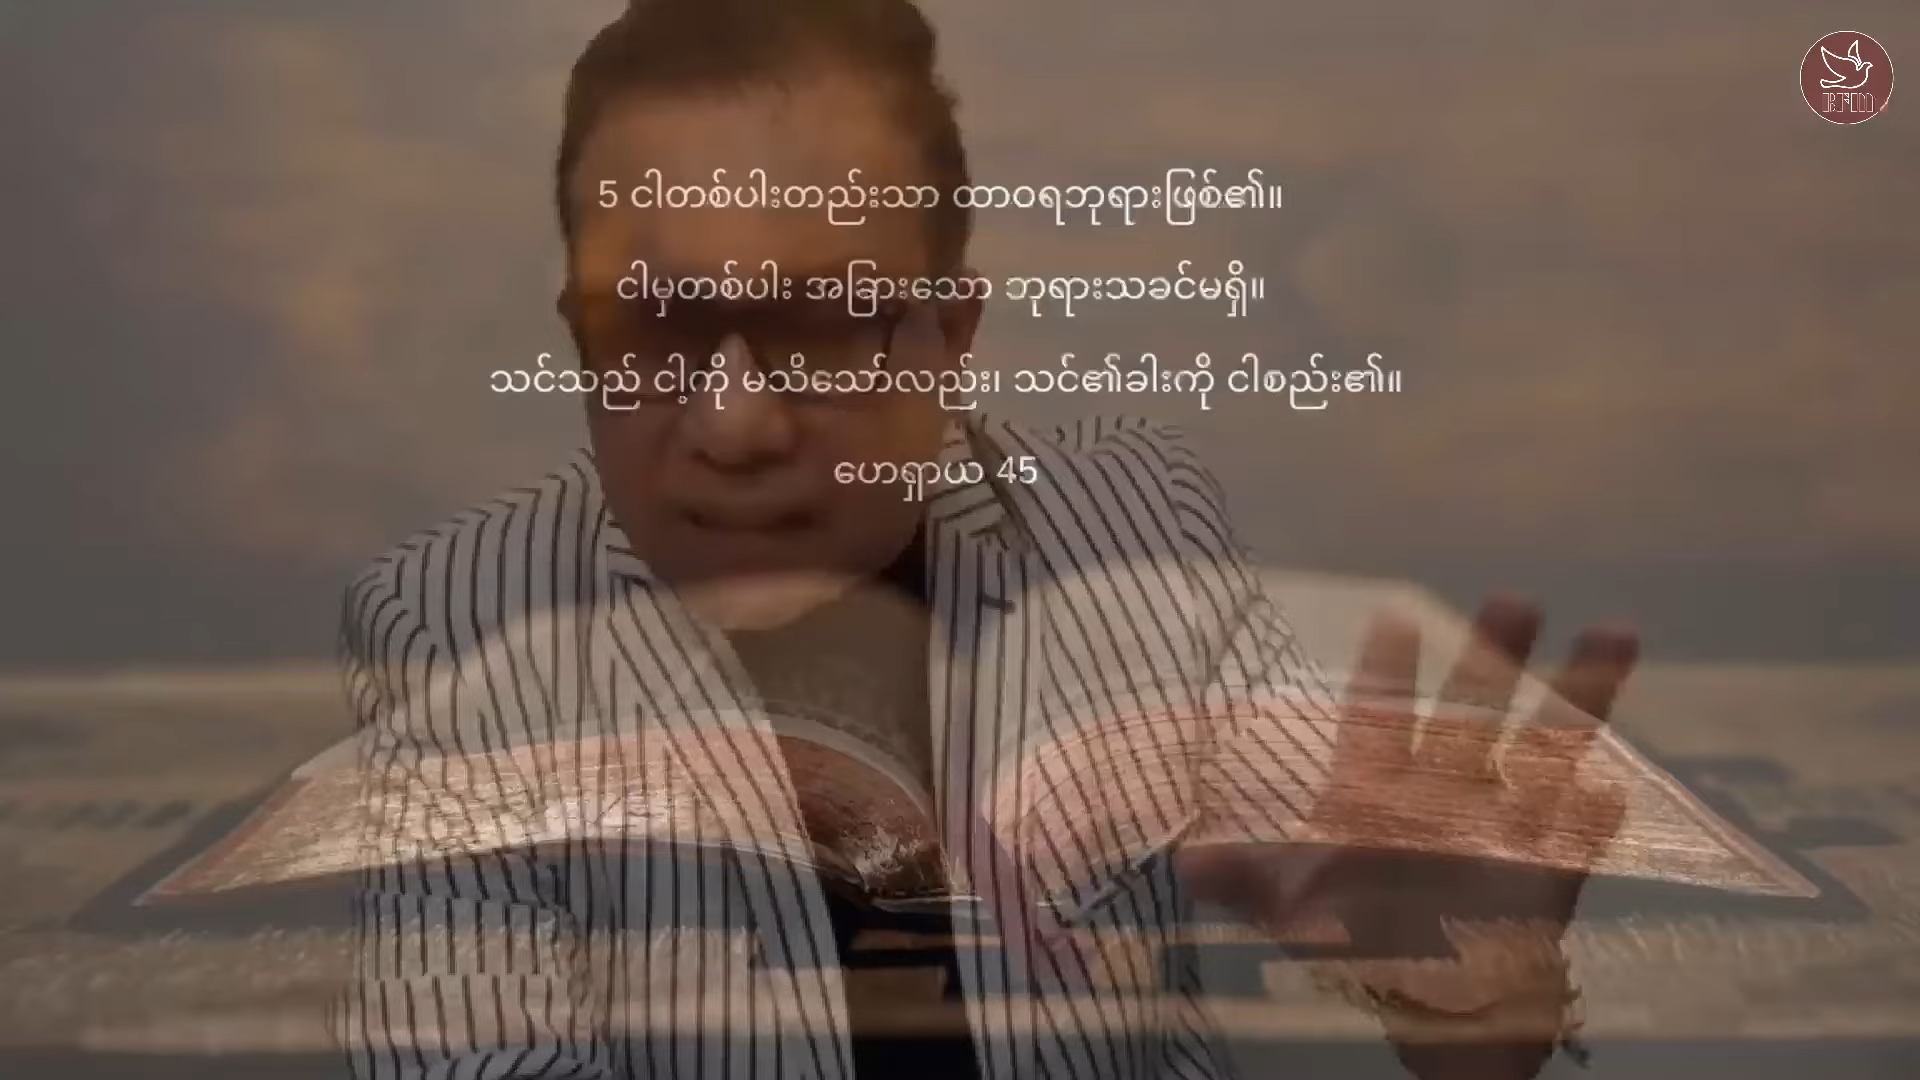 5 ငါတစ်ပါးတည်းသာ ထာဝရဘုရားဖြစ်၏။
ငါမှတစ်ပါး အခြားသော ဘုရားသခင်မရှိ။
သင်သည် ငါ့ကို မသိသော်လည်း၊ သင်၏ခါးကို ငါစည်း၏။
ဟေရှာယ 45